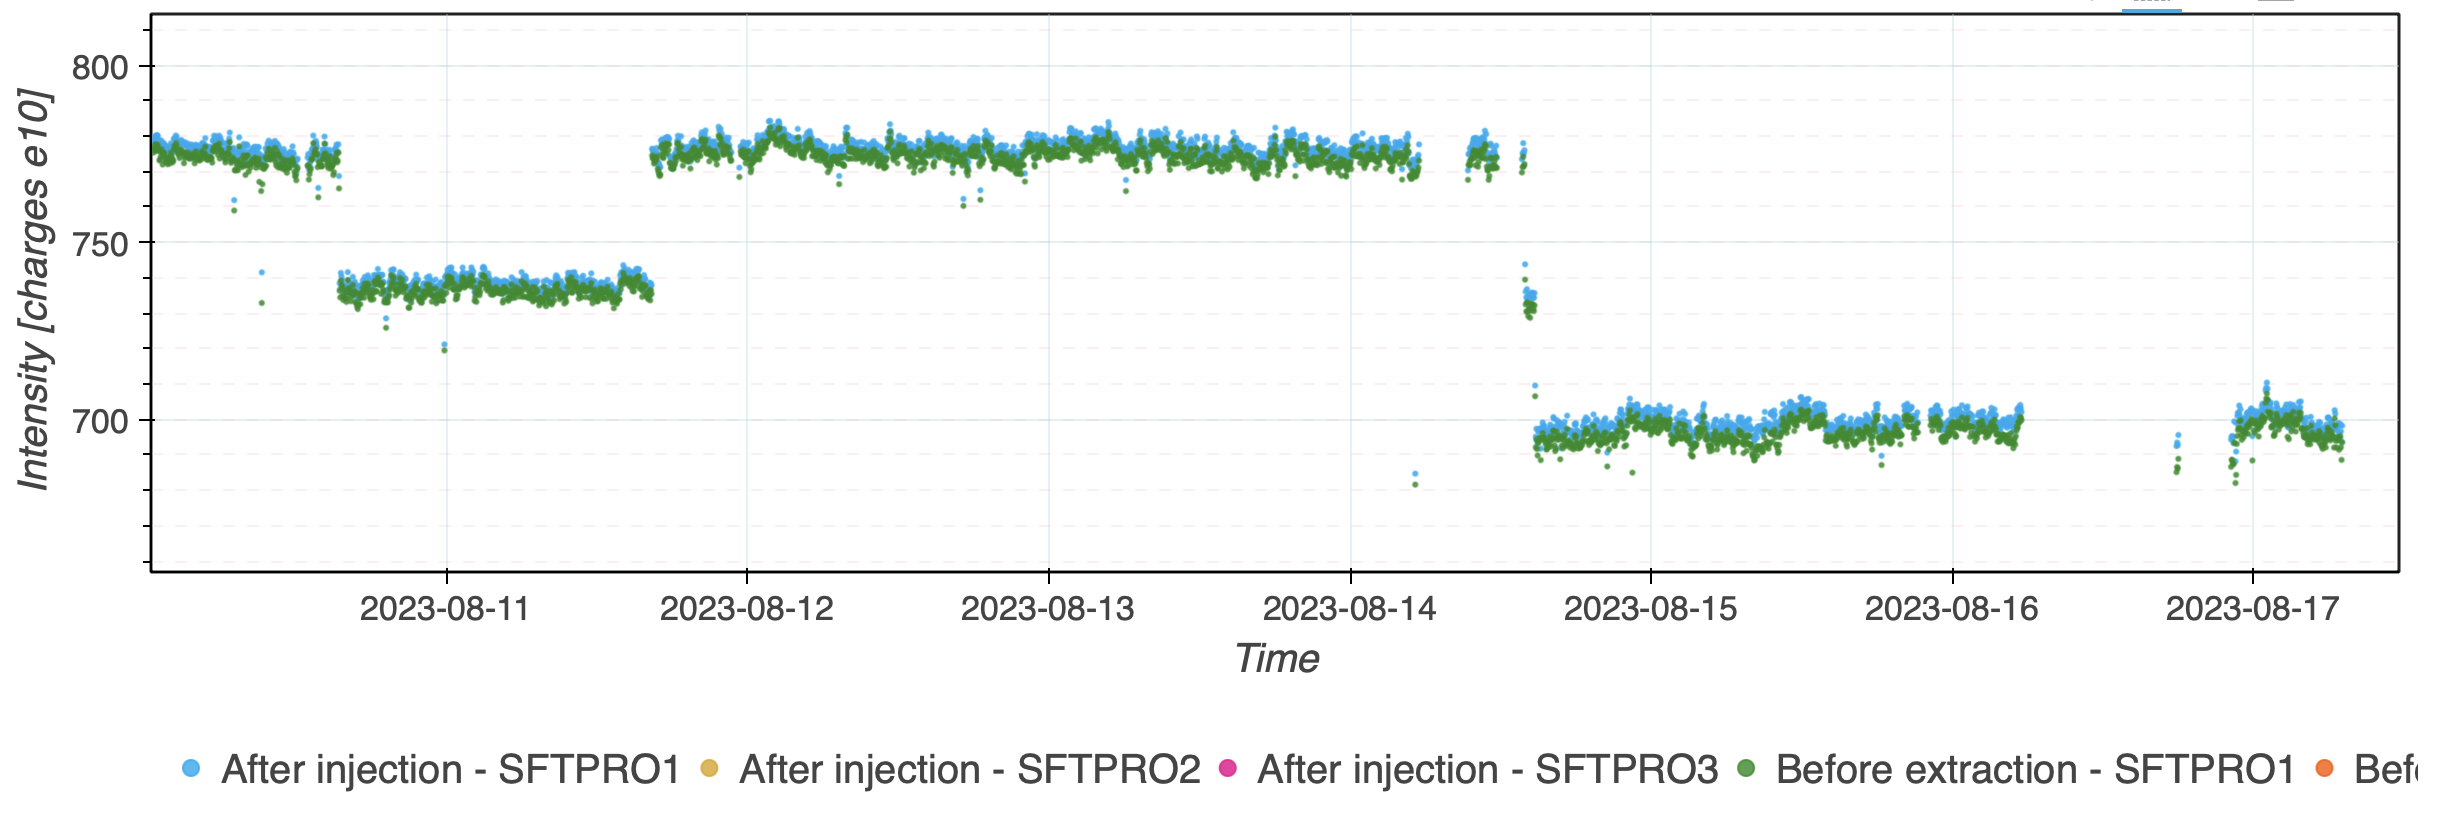 800
750
700
Intensity [charges e10]
2023-08-11 2023-08-12 2023-08-13 2023-08-14 2023-08-15 2023-08-16 2023-08-17
Time
After injection - SFTPRO1 After injection - SFTPRO2 After injection - SFTPRO3 Before extraction - SFTPRO1